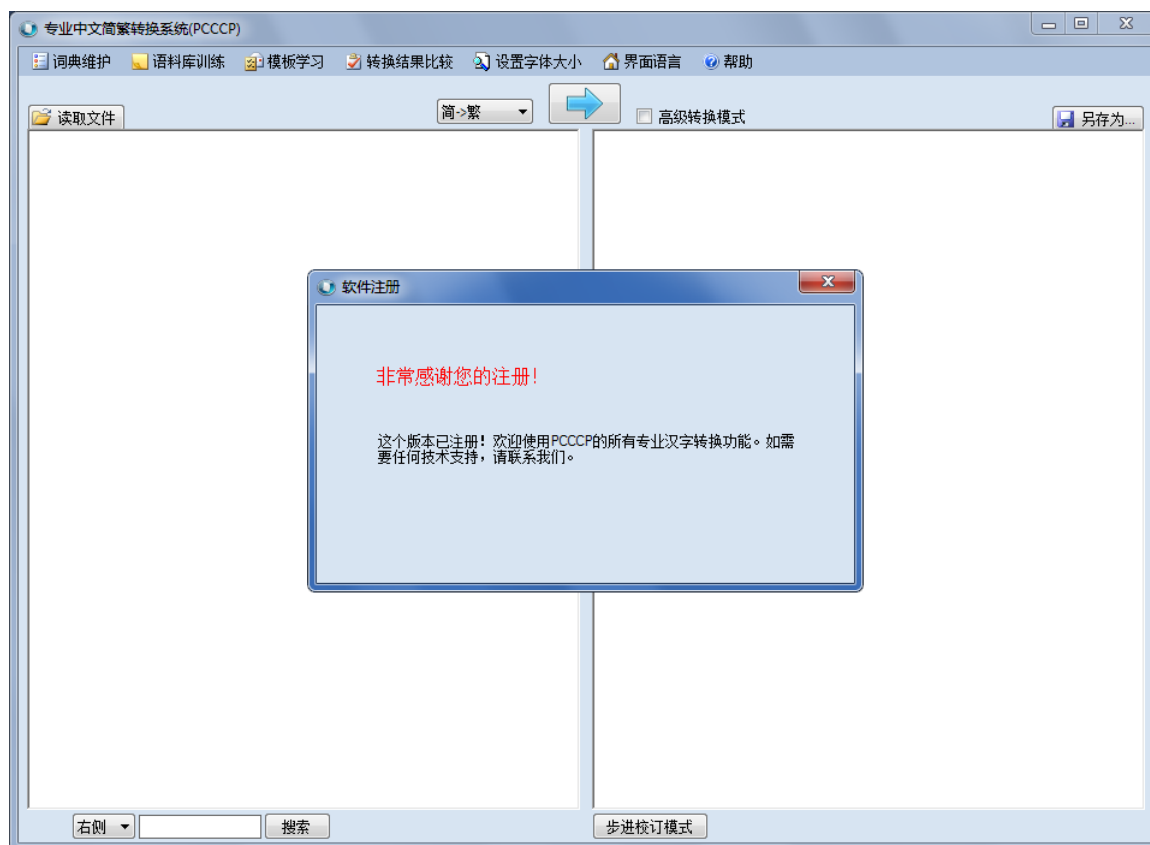 专业中文简繁转换系统(PCCCP)
词典维护 语料库训练 模板学习 转换结果比较 设置字体大小 界面语言 帮助
读取文件 简->繁 高级转换模式 另存为...
软件注册
非常感谢您的注册!
这个版本已注册! 欢迎使用PCCCP的所有专业汉字转换功能。如需
要任何技术支持，请联系我们。
右侧 搜索 步进校订模式